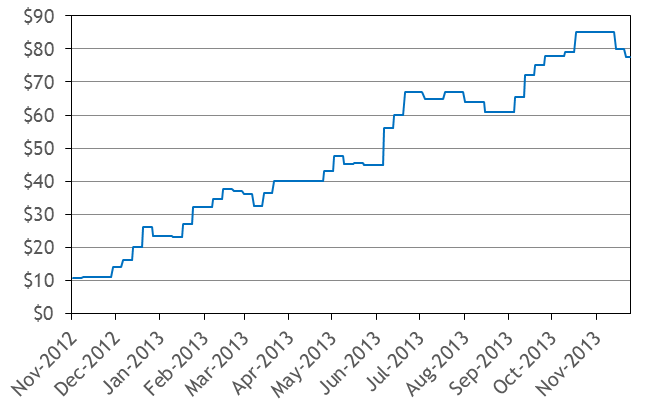 $90
$80
$70
$60
$50
$40
$30
$20
$10
$0
Nov-2012
Dec-2012
Jan-2013
Feb-2013
Mar-2013
Apr-2013
May-2013
Jun-2013
Jul-2013
Aug-2013
Sep-2013
Oct-2013
Nov-2013